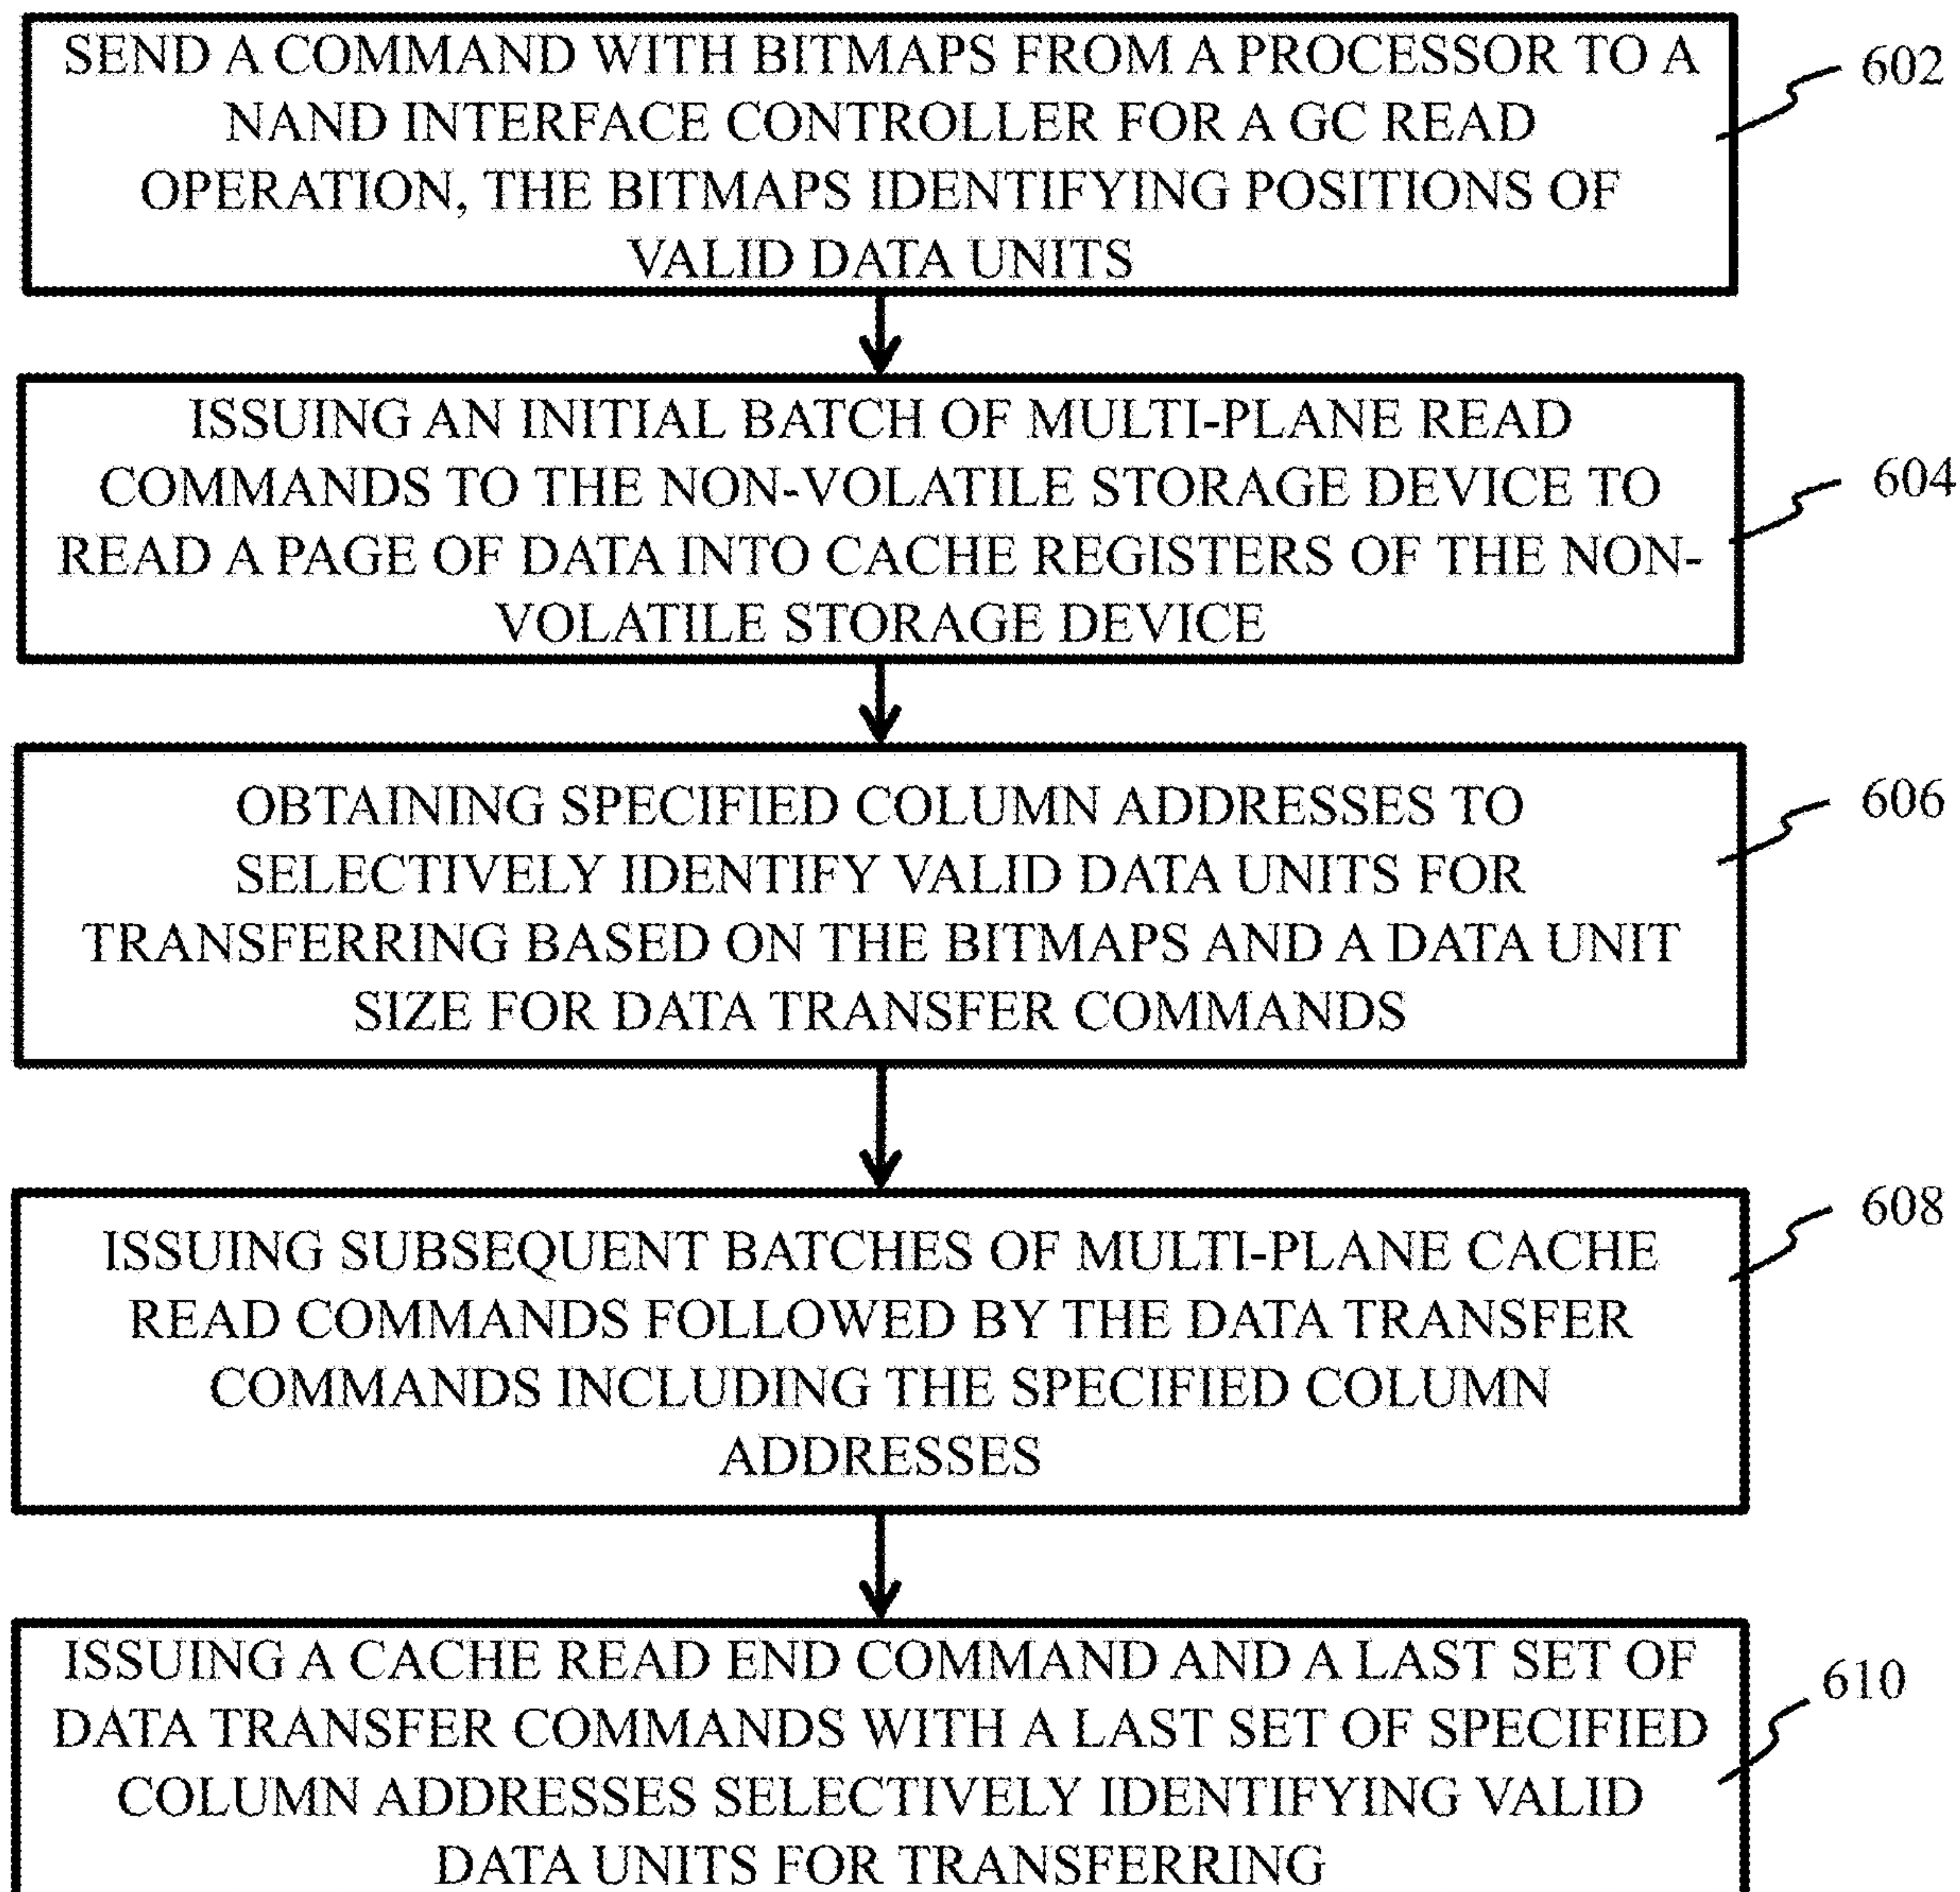 SEND A COMMAND WITH BITMAPS FROM A PROCESSOR TO A
NAND INTERFACE CONTROLLER FOR A GC READ
OPERATION, THE BITMAPS IDENTIFYING POSITIONS OF
VALID DATA UNITS
602
ISSUING AN INITIAL BATCH OF MULTI-PLANE READ
COMMANDS TO THE NON-VOLATILE STORAGE DEVICE TO
READ A PAGE OF DATA INTO CACHE REGISTERS OF THE NON-
VOLATILE STORAGE DEVICE
604
OBTAINING SPECIFIED COLUMN ADDRESSES TO
SELECTIVELY IDENTIFY VALID DATA UNITS FOR
TRANSFERRING BASED ON THE BITMAPS AND A DATA UNIT
SIZE FOR DATA TRANSFER COMMANDS
606
ISSUING SUBSEQUENT BATCHES OF MULTI-PLANE CACHE
READ COMMANDS FOLLOWED BY THE DATA TRANSFER
COMMANDS INCLUDING THE SPECIFIED COLUMN
ADDRESSES
608
ISSUING A CACHE READ END COMMAND AND A LAST SET OF
DATA TRANSFER COMMANDS WITH A LAST SET OF SPECIFIED
COLUMN ADDRESSES SELECTIVELY IDENTIFYING VALID
DATA UNITS FOR TRANSFERRING
610